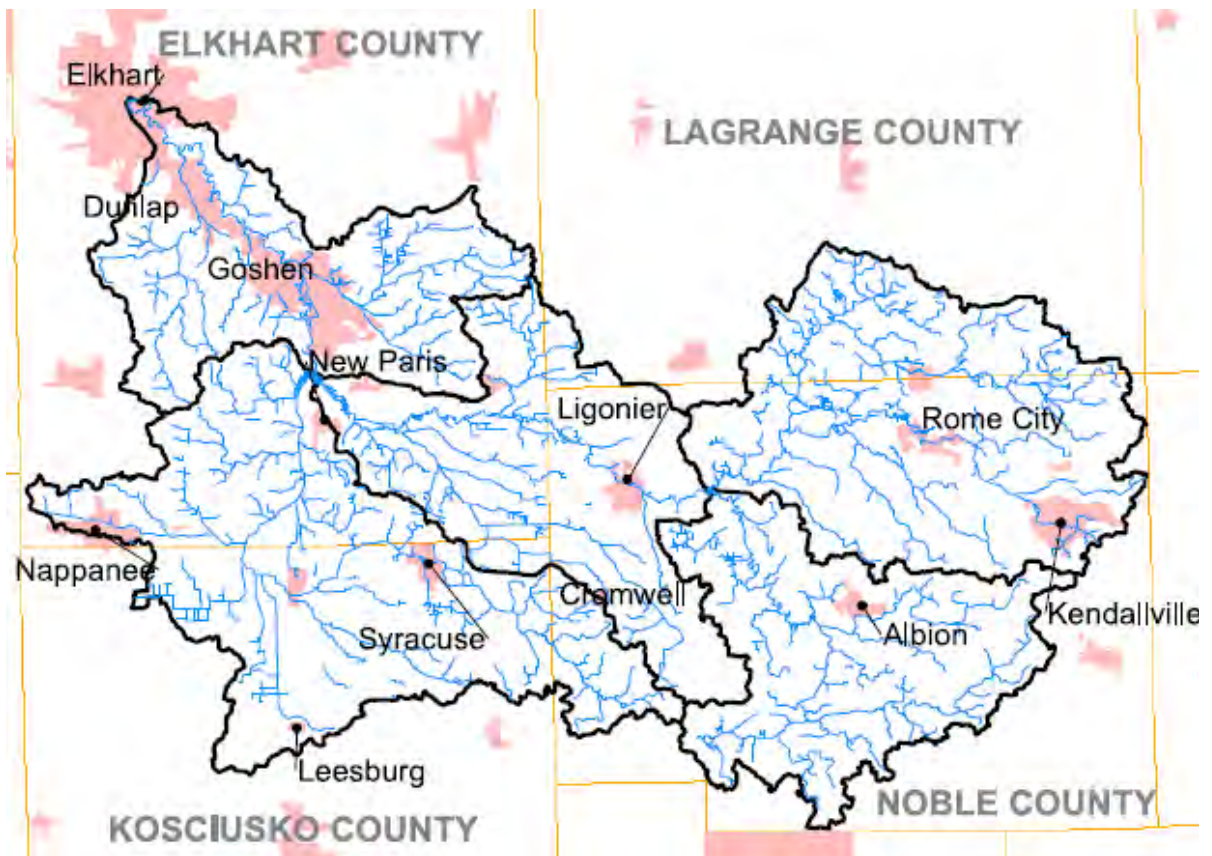 ELKHART COUNTY
Elkhart
LAGRANGE COUNTY
Dunlap
Goshen
New Paris
Ligonier
Rome City
Nappanee
Cromwell
Syracuse
Albion
Kendallville
Leesburg
NOBLE COUNTY
KOSCIUSKO COUNTY